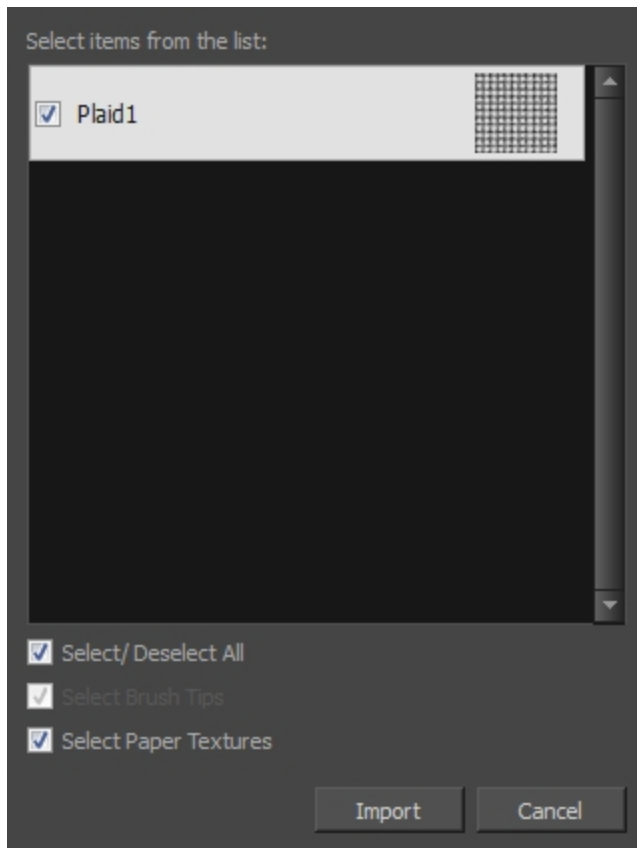 Select items from the list:
Plaid1
Select/ Deselect All
Select Brush Tips
Select Paper Textures
Import Cancel